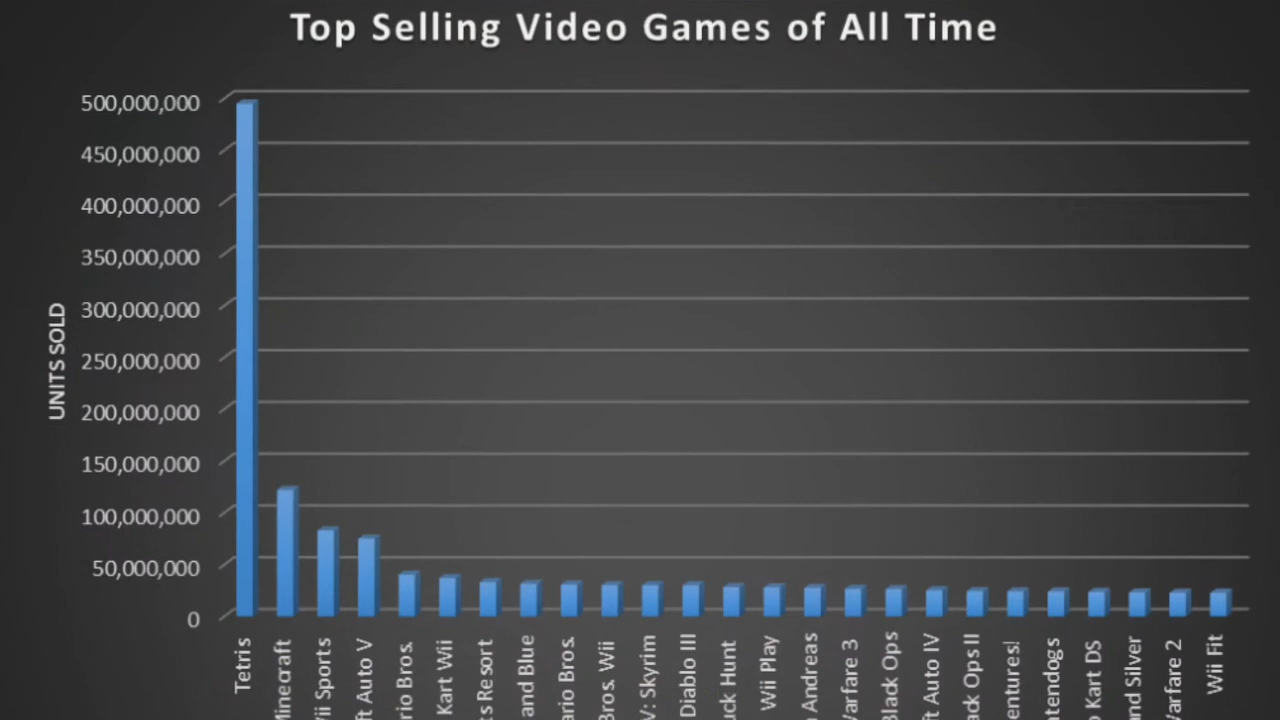 Top Selling Video Games of All Time
UNITS SOLD
500,000,000
450,000,000
400,000,000
350,000,000
300,000,000
250,000,000
200,000,000
150,000,000
100,000,000
50,000,000
0
Tetris
Minecraft
Wii Sports
ft Auto V
rio Bros.
Kart Wii
ts Resort
and Blue
ario Bros.
Bros. Wii
V: Skyrim
Diablo III
uck Hunt
Wii Play
Andreas
Warfare 3
Black Ops
ft Auto IV
ack Ops II
entures!
tendogs
Kart DS
nd Silver
Warfare 2
Wii Fit